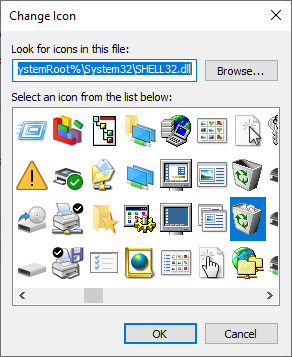 Change Icon
Look for icons in this file:
ystemRoot%\System32\SHELL32.dll
Browse...
Select an icon from the list below:
OK
Cancel